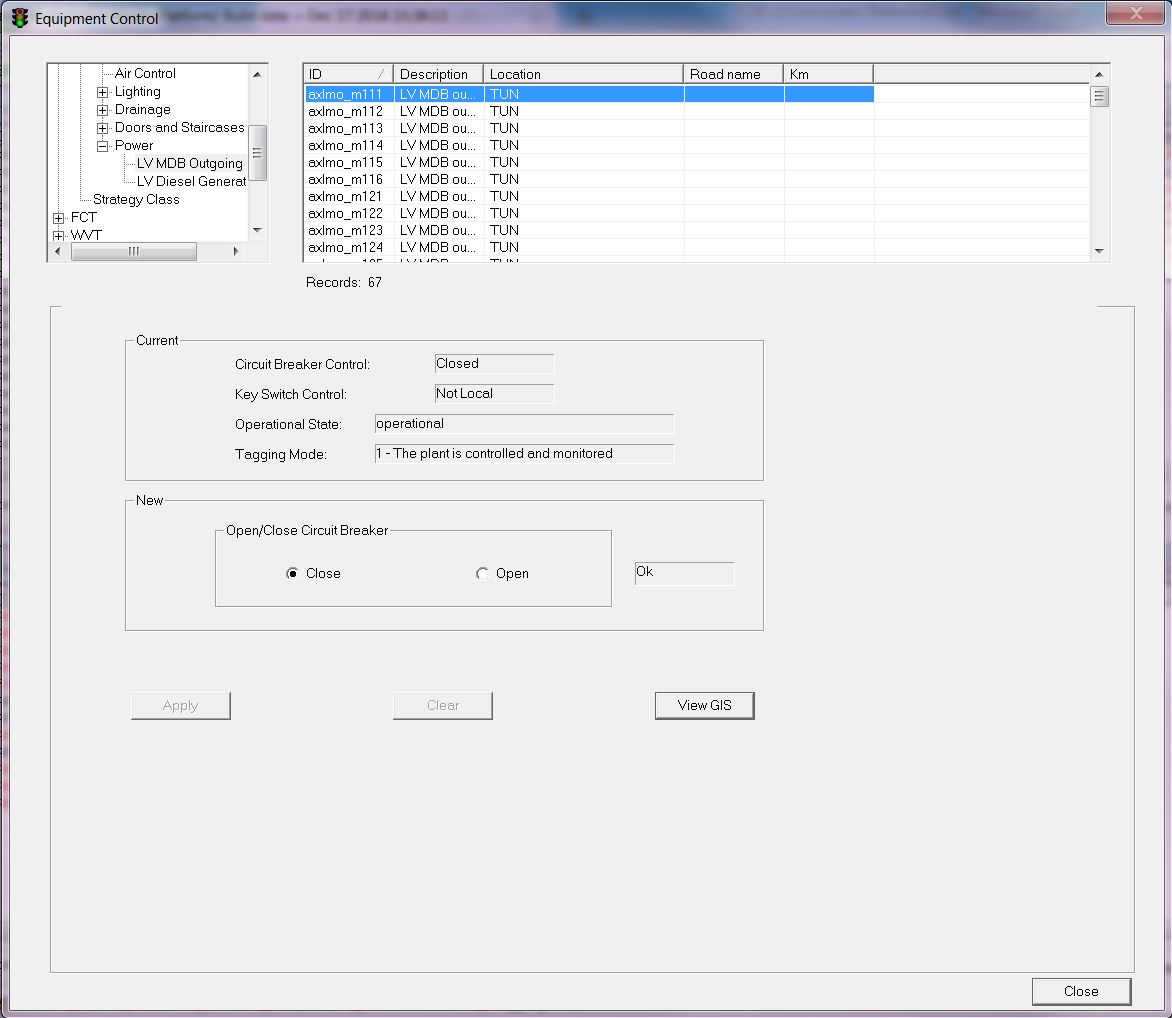 Equipment Control
Air Control
Lighting
Drainage
Doors and Staircases
Power
LV MDB Outgoing
LV Diesel Generat
Strategy Class
FCT
WVT
ID Description Location Road name Km
axlmo_m111 LV MDB ou... TUN
axlmo_m112 LV MDB ou... TUN
axlmo_m113 LV MDB ou... TUN
axlmo_m114 LV MDB ou... TUN
axlmo_m115 LV MDB ou... TUN
axlmo_m116 LV MDB ou... TUN
axlmo_m121 LV MDB ou... TUN
axlmo_m122 LV MDB ou... TUN
axlmo_m123 LV MDB ou... TUN
axlmo_m124 LV MDB ou... TUN
Records: 67
Current
Circuit Breaker Control: Closed
Key Switch Control: Not Local
Operational State: operational
Tagging Mode: 1 - The plant is controlled and monitored
New
Open/Close Circuit Breaker
Close Open Ok
Apply Clear View GIS
Close